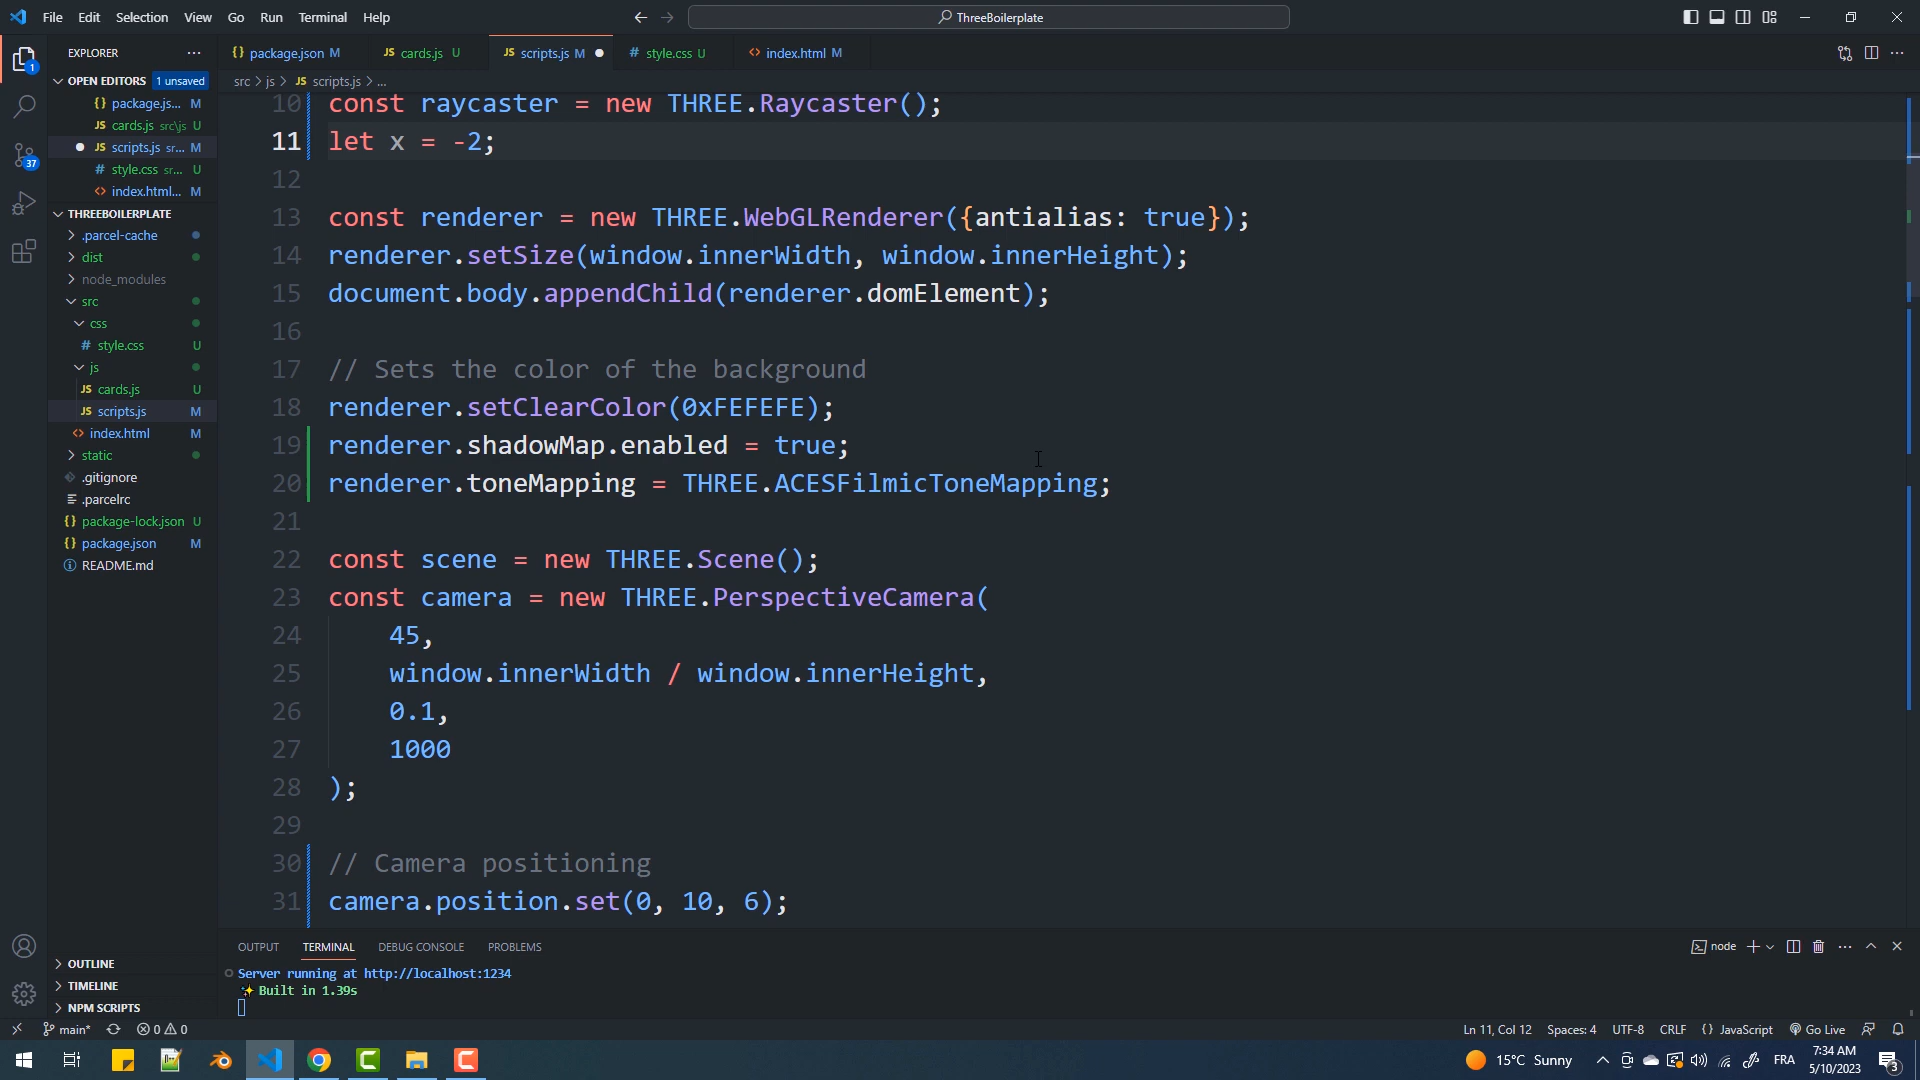 File Edit Selection View Go Run Terminal Help
ThreeBoilerplate
EXPLORER
OPEN EDITORS 1 unsaved
{} package.js... M
JS cards.js src\js U
JS scripts.js sr... M
# style.css sr... U
<> index.html... M
THREEBOILERPLATE
.parcel-cache
dist
node_modules
src
css
# style.css U
js
JS cards.js U
JS scripts.js M
<> index.html M
static
.gitignore
.parcelrc
{} package-lock.json U
{} package.json M
README.md
OUTLINE
TIMELINE
NPM SCRIPTS
{} package.json M JS cards.js U JS scripts.js M # style.css U <> index.html M
src > js > JS scripts.js > ...
10 const raycaster = new THREE.Raycaster();
11 let x = -2;
12
13 const renderer = new THREE.WebGLRenderer({antialias: true});
14 renderer.setSize(window.innerWidth, window.innerHeight);
15 document.body.appendChild(renderer.domElement);
16
17 // Sets the color of the background
18 renderer.setClearColor(0xFEFEFE);
19 renderer.shadowMap.enabled = true;
20 renderer.toneMapping = THREE.ACESFilmicToneMapping;
21
22 const scene = new THREE.Scene();
23 const camera = new THREE.PerspectiveCamera(
24 45,
25 window.innerWidth / window.innerHeight,
26 0.1,
27 1000
28 );
29
30 // Camera positioning
31 camera.position.set(0, 10, 6);
OUTPUT TERMINAL DEBUG CONSOLE PROBLEMS
node
Server running at http://localhost:1234
✨ Built in 1.39s
main* 0 0
Ln 11, Col 12 Spaces: 4 UTF-8 CRLF {} JavaScript Go Live
1
37
15°C Sunny
FRA
7:34 AM
5/10/2023
3